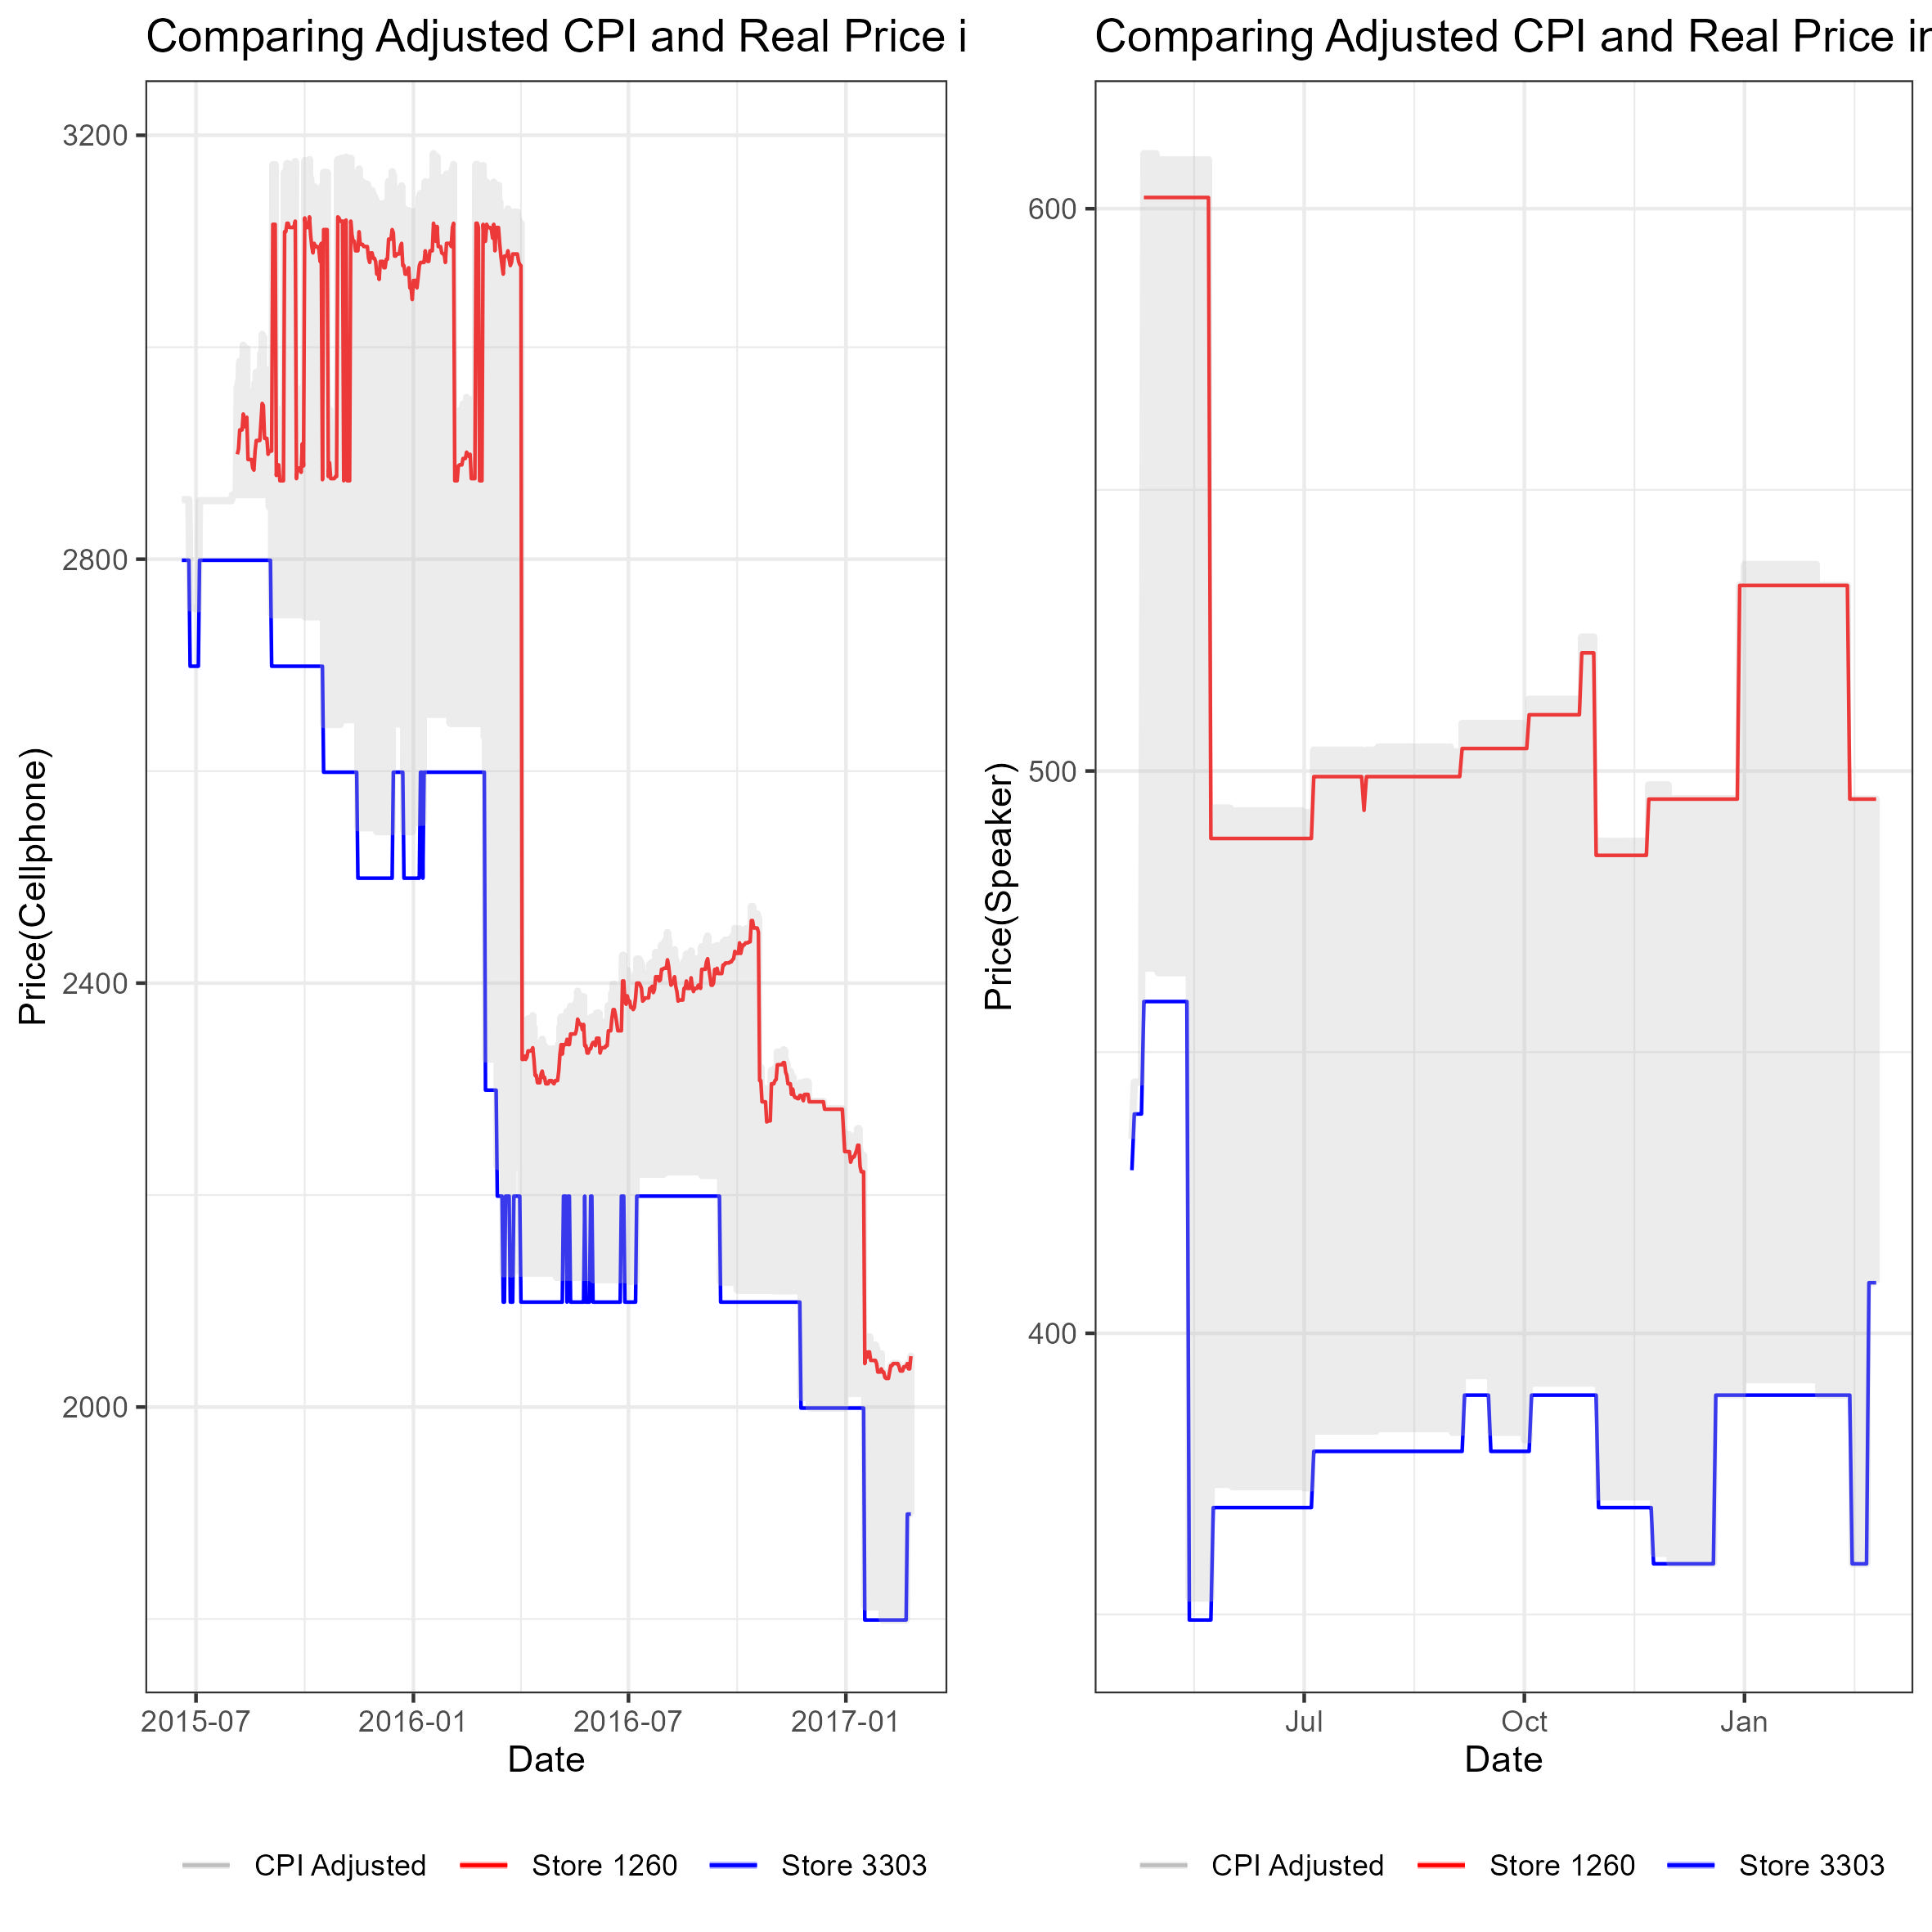 Comparing Adjusted CPI and Real Price i
Price(Cellphone)
3200
2800
2400
2000
2015-07 2016-01 2016-07 2017-01
Date
CPI Adjusted Store 1260 Store 3303
Comparing Adjusted CPI and Real Price in
Price(Speaker)
600
500
400
Jul Oct Jan
Date
CPI Adjusted Store 1260 Store 3303